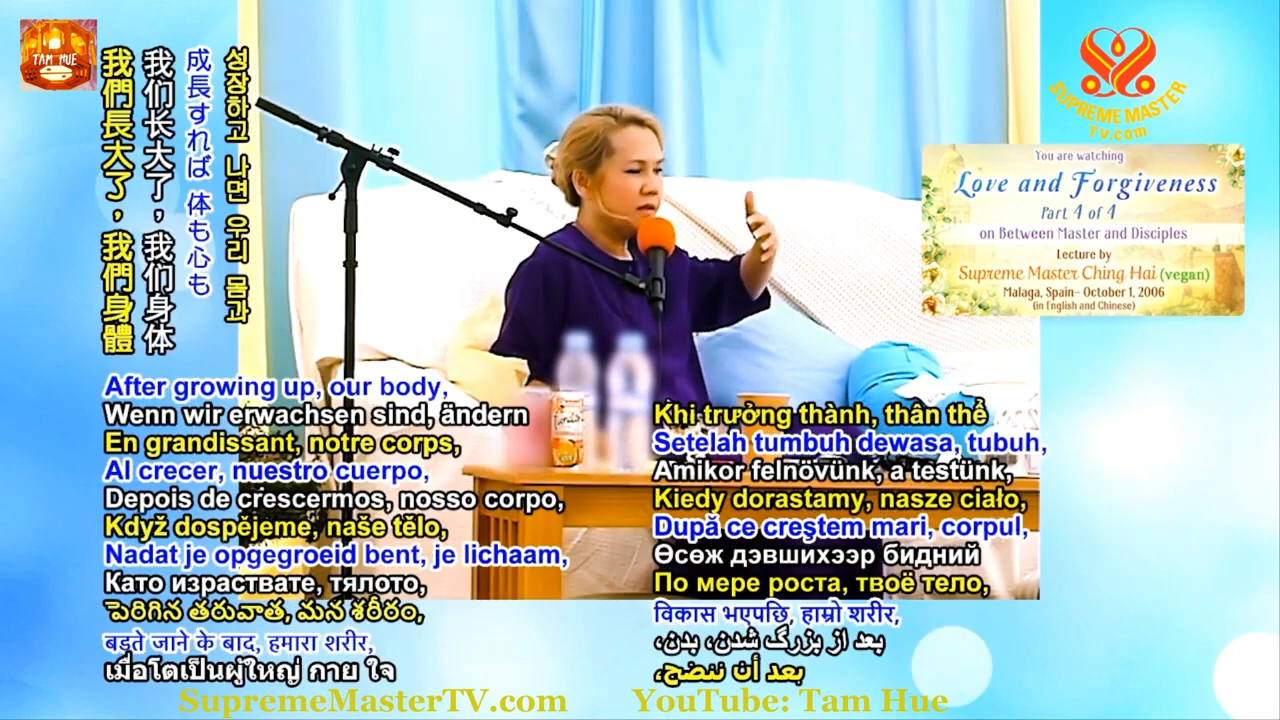 TAM HUE
我們長大了，我們身體
我们长大了，我们身体
成長すれば 体も心も
성장하고 나면 우리 몸과
SUPREME MASTER
TV.com
You are watching
Love and Forgiveness
Part 4 of 4
on Between Master and Disciples
Lecture by
Supreme Master Ching Hai (vegan)
Malaga, Spain– October 1, 2006
(in English and Chinese)
After growing up, our body,
Wenn wir erwachsen sind, ändern
En grandissant, notre corps,
Al crecer, nuestro cuerpo,
Depois de crescermos, nosso corpo,
Když dospějeme, naše tělo,
Nadat je opgegroeid bent, je lichaam,
Като израствате, тялото,
పెరిగిన తరువాత, మన శరీరం,
बड़ते जाने के बाद, हमारा शरीर,
เมื่อโตเป็นผู้ใหญ่ กาย ใจ
Khi trưởng thành, thân thể
Setelah tumbuh dewasa, tubuh,
Amikor felnövünk, a testünk,
Kiedy dorastamy, nasze ciało,
După ce creştem mari, corpul,
Өсөж дэвшихээр бидний
По мере роста, твоё тело,
विकास भएपछि, हाम्रो शरीर,
بعد از بزرگ شدن، بدن،
بعد أن ننضج،
SupremeMasterTV.com
YouTube: Tam Hue